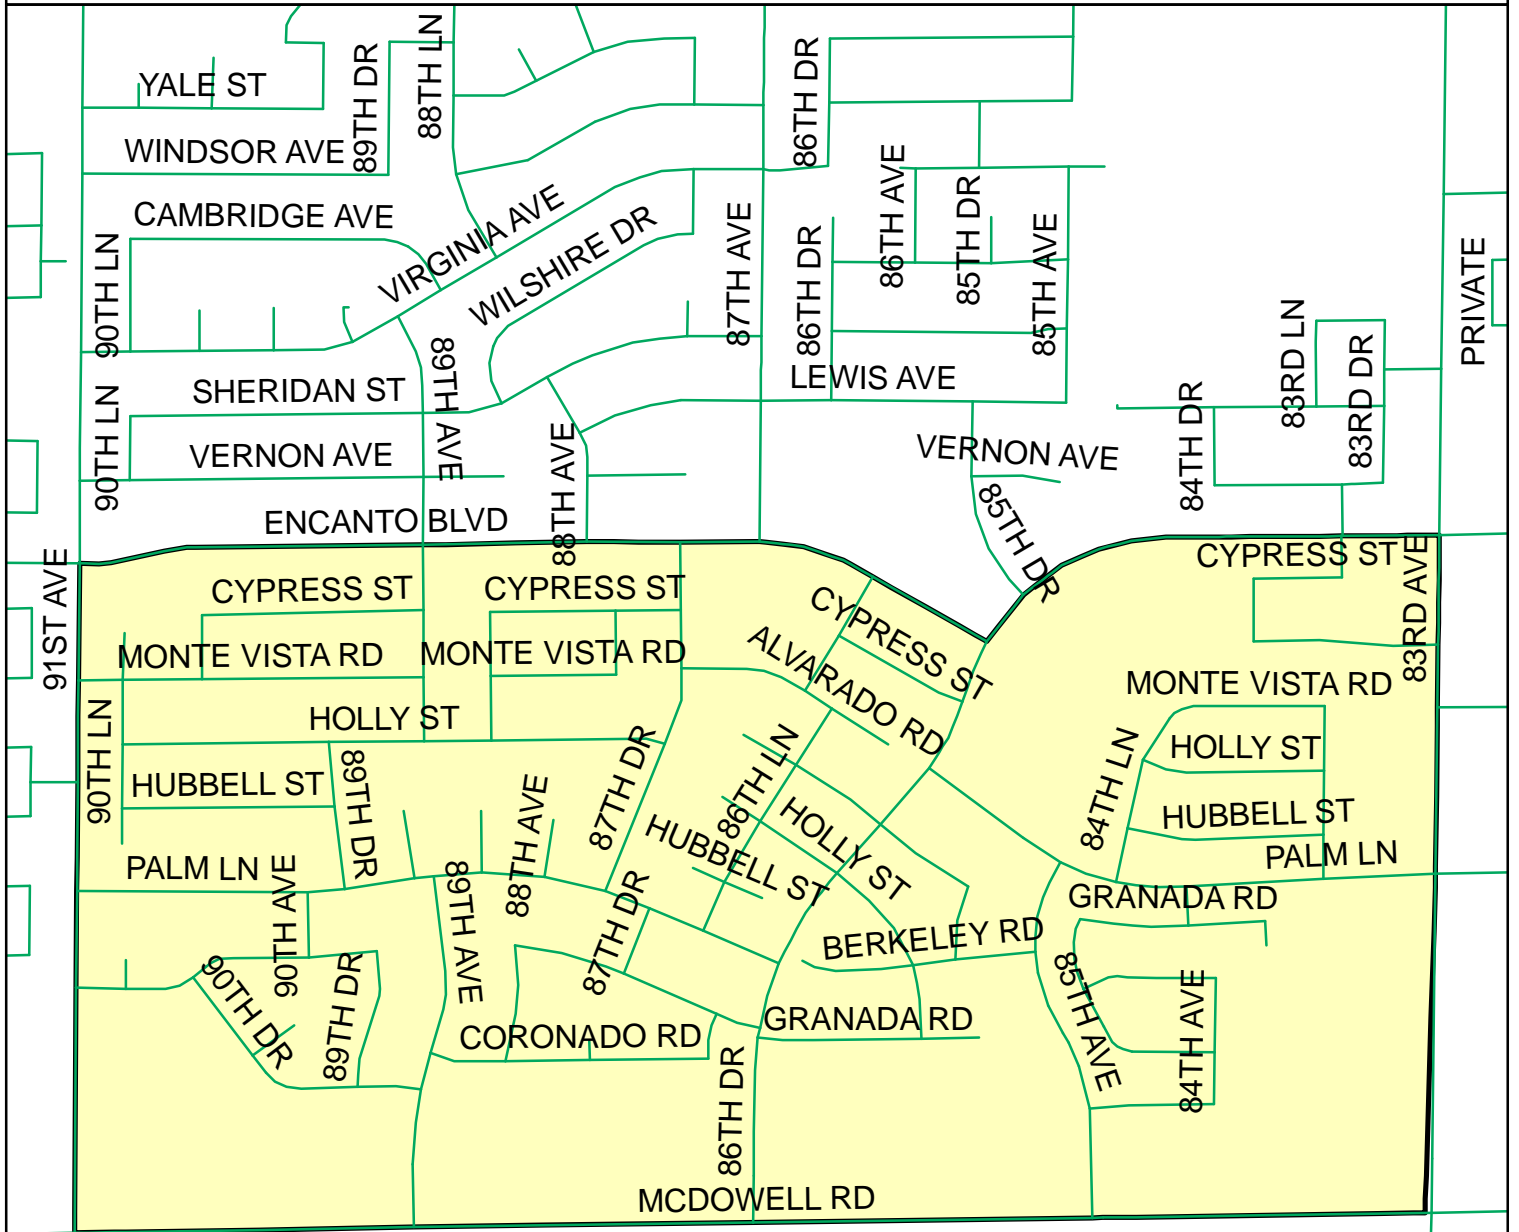 88TH LN
89TH DR
86TH DR
YALE ST
WINDSOR AVE
86TH AVE
85TH DR
CAMBRIDGE AVE
VIRGINIA AVE
WILSHIRE DR
87TH AVE
86TH DR
85TH AVE
90TH LN
PRIVATE
83RD LN
83RD DR
89TH AVE
SHERIDAN ST
LEWIS AVE
90TH LN
84TH DR
VERNON AVE
VERNON AVE
88TH AVE
85TH DR
ENCANTO BLVD
91ST AVE
CYPRESS ST
83RD AVE
CYPRESS ST
CYPRESS ST
CYPRESS ST
ALVARADO RD
MONTE VISTA RD
MONTE VISTA RD
MONTE VISTA RD
HOLLY ST
90TH LN
87TH DR
86TH LN
84TH LN
HOLLY ST
HUBBELL ST
89TH DR
88TH AVE
HUBBELL ST
HOLLY ST
HUBBELL ST
PALM LN
PALM LN
90TH AVE
89TH AVE
87TH DR
GRANADA RD
BERKELEY RD
90TH DR
89TH DR
85TH AVE
84TH AVE
CORONADO RD
GRANADA RD
86TH DR
MCDOWELL RD